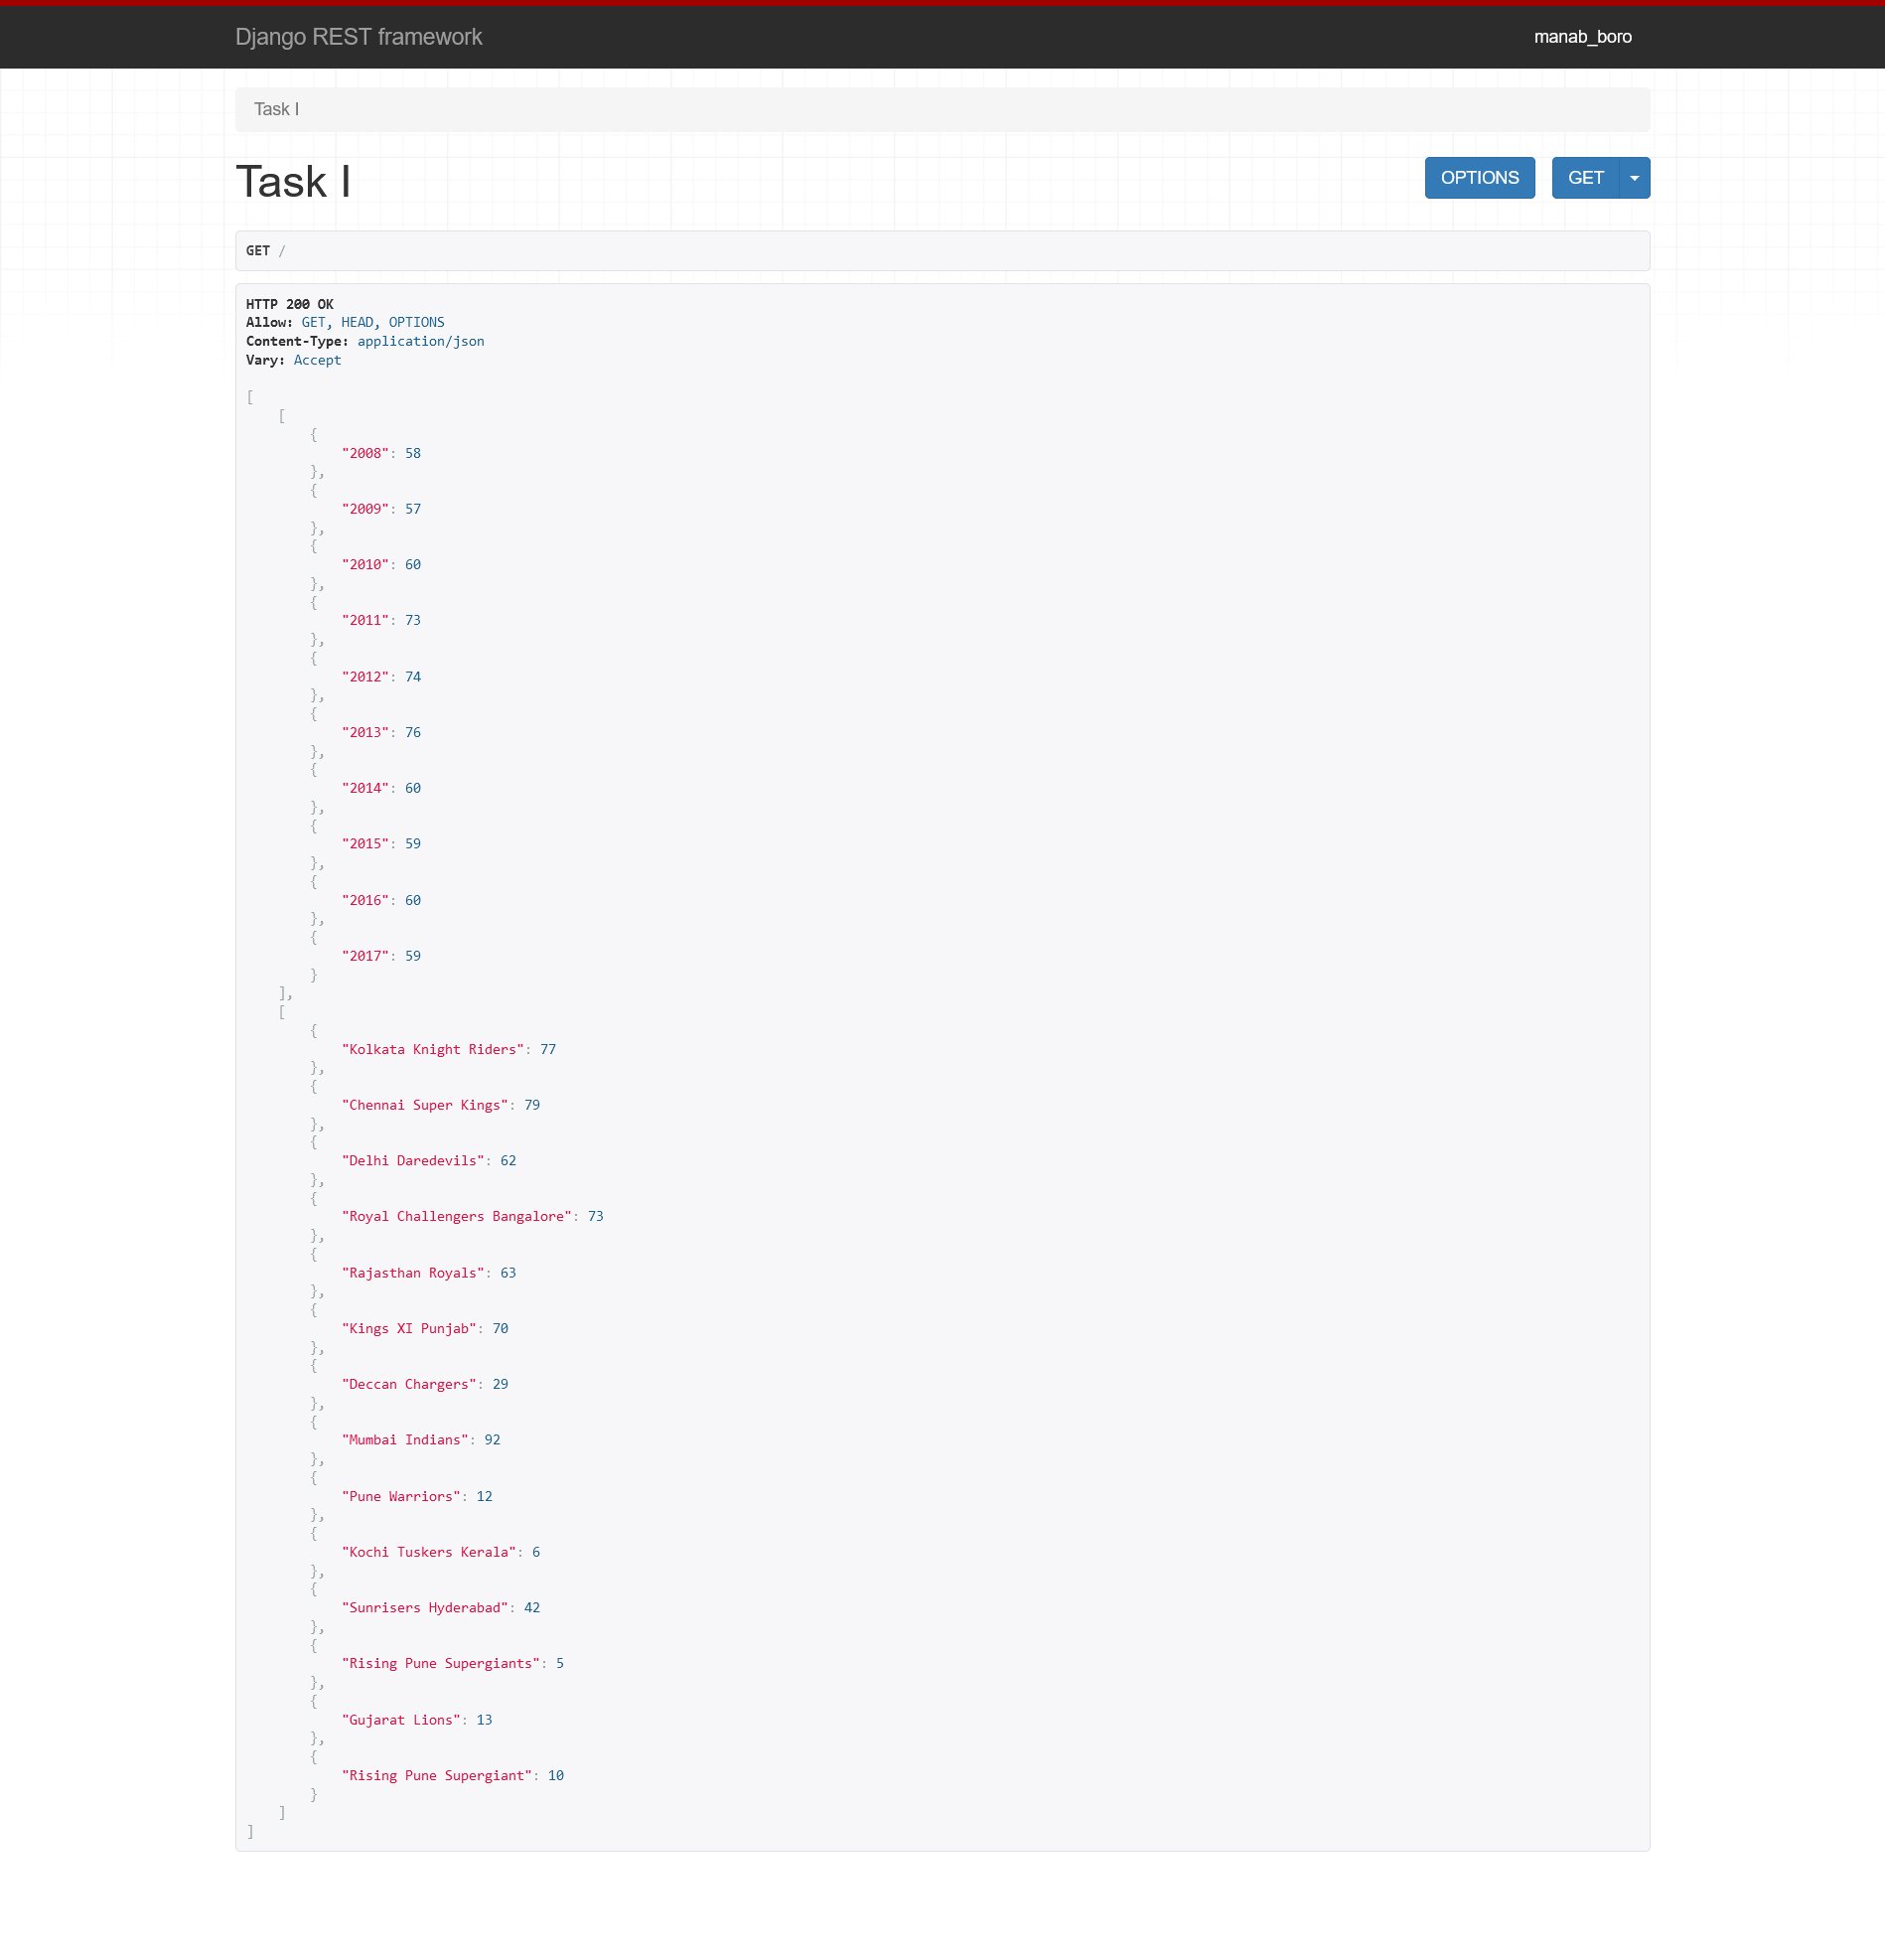 Django REST framework
manab_boro
Task I
Task I
OPTIONS
GET
GET /
HTTP 200 OK
Allow: GET, HEAD, OPTIONS
Content-Type: application/json
Vary: Accept
[
    [
        {
            "2008": 58
        },
        {
            "2009": 57
        },
        {
            "2010": 60
        },
        {
            "2011": 73
        },
        {
            "2012": 74
        },
        {
            "2013": 76
        },
        {
            "2014": 60
        },
        {
            "2015": 59
        },
        {
            "2016": 60
        },
        {
            "2017": 59
        }
    ],
    [
        {
            "Kolkata Knight Riders": 77
        },
        {
            "Chennai Super Kings": 79
        },
        {
            "Delhi Daredevils": 62
        },
        {
            "Royal Challengers Bangalore": 73
        },
        {
            "Rajasthan Royals": 63
        },
        {
            "Kings XI Punjab": 70
        },
        {
            "Deccan Chargers": 29
        },
        {
            "Mumbai Indians": 92
        },
        {
            "Pune Warriors": 12
        },
        {
            "Kochi Tuskers Kerala": 6
        },
        {
            "Sunrisers Hyderabad": 42
        },
        {
            "Rising Pune Supergiants": 5
        },
        {
            "Gujarat Lions": 13
        },
        {
            "Rising Pune Supergiant": 10
        }
    ]
]